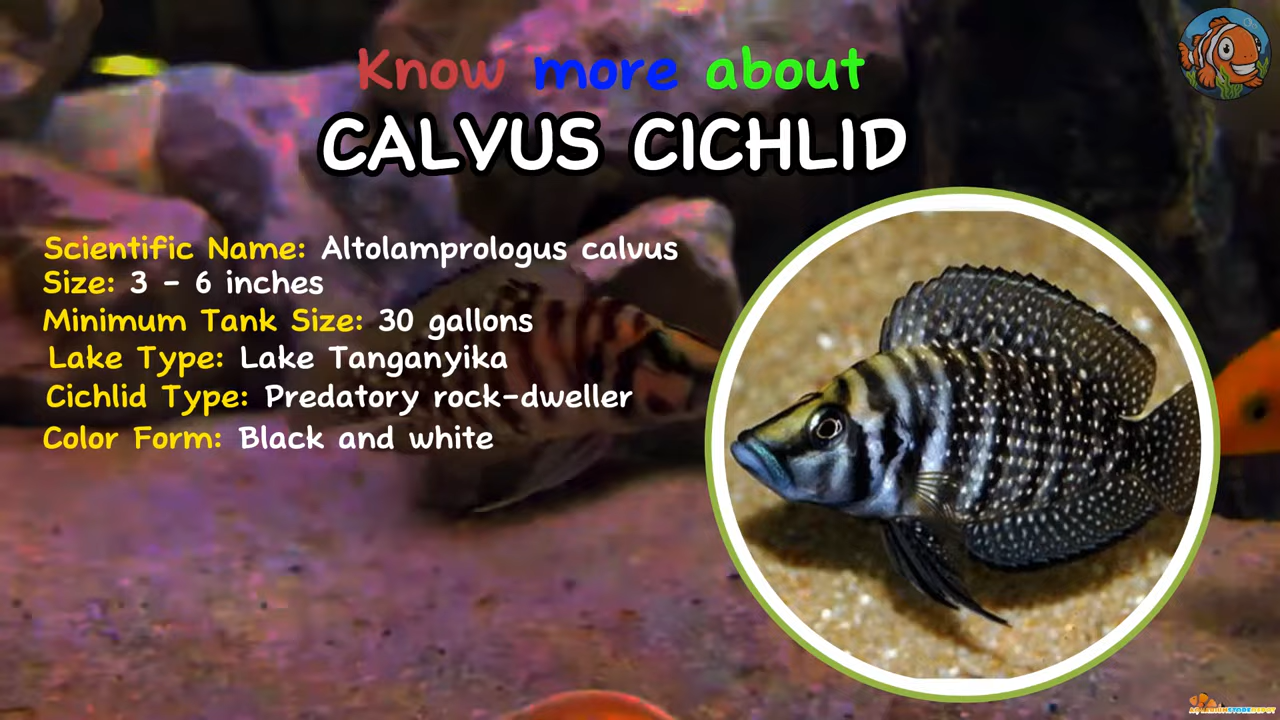 Know more about
CALVUS CICHLID
Scientific Name: Altolamprologus calvus
Size: 3 - 6 inches
Minimum Tank Size: 30 gallons
Lake Type: Lake Tanganyika
Cichlid Type: Predatory rock-dweller
Color Form: Black and white
AQUARIUMSTOREDEPOT